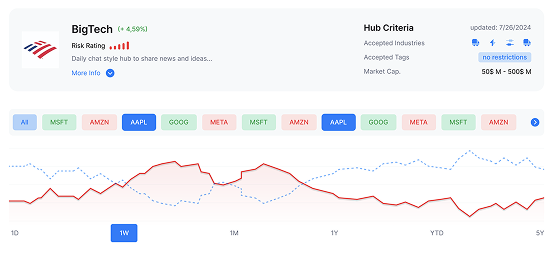 BigTech (+ 4,59%)
Risk Rating
Daily chat style hub to share news and ideas...
More Info
Hub Criteria updated: 7/26/2024
Accepted Industries
Accepted Tags no restrictions
Market Cap. 50$ M - 500$ M
All MSFT AMZN AAPL GOOG META MSFT AMZN AAPL GOOG META MSFT AMZN
1D 1W 1M 1Y YTD 5Y